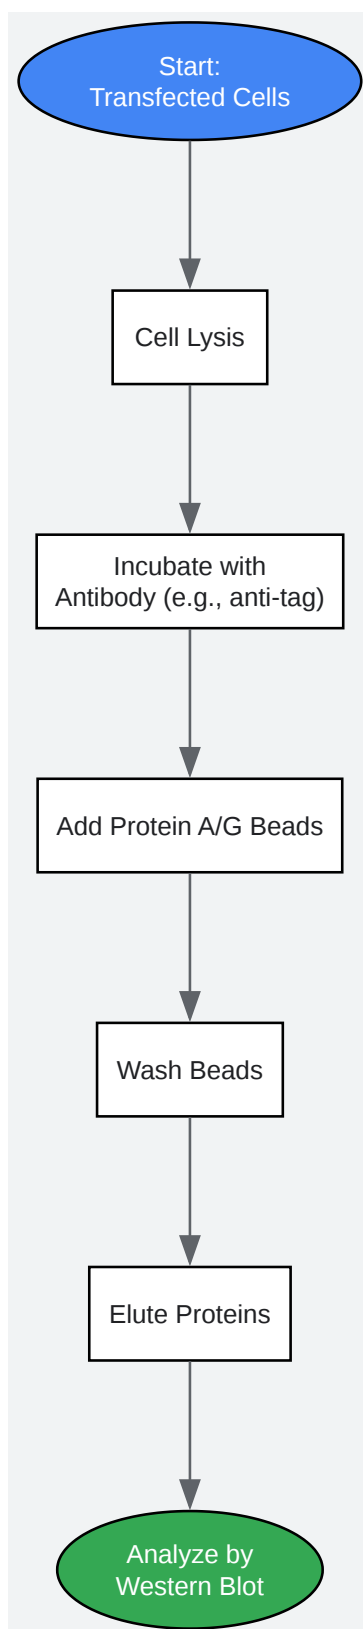 Start:
Transfected Cells
Cell Lysis
Incubate with
Antibody (e.g., anti-tag)
Add Protein A/G Beads
Wash Beads
Elute Proteins
Analyze by
Western Blot